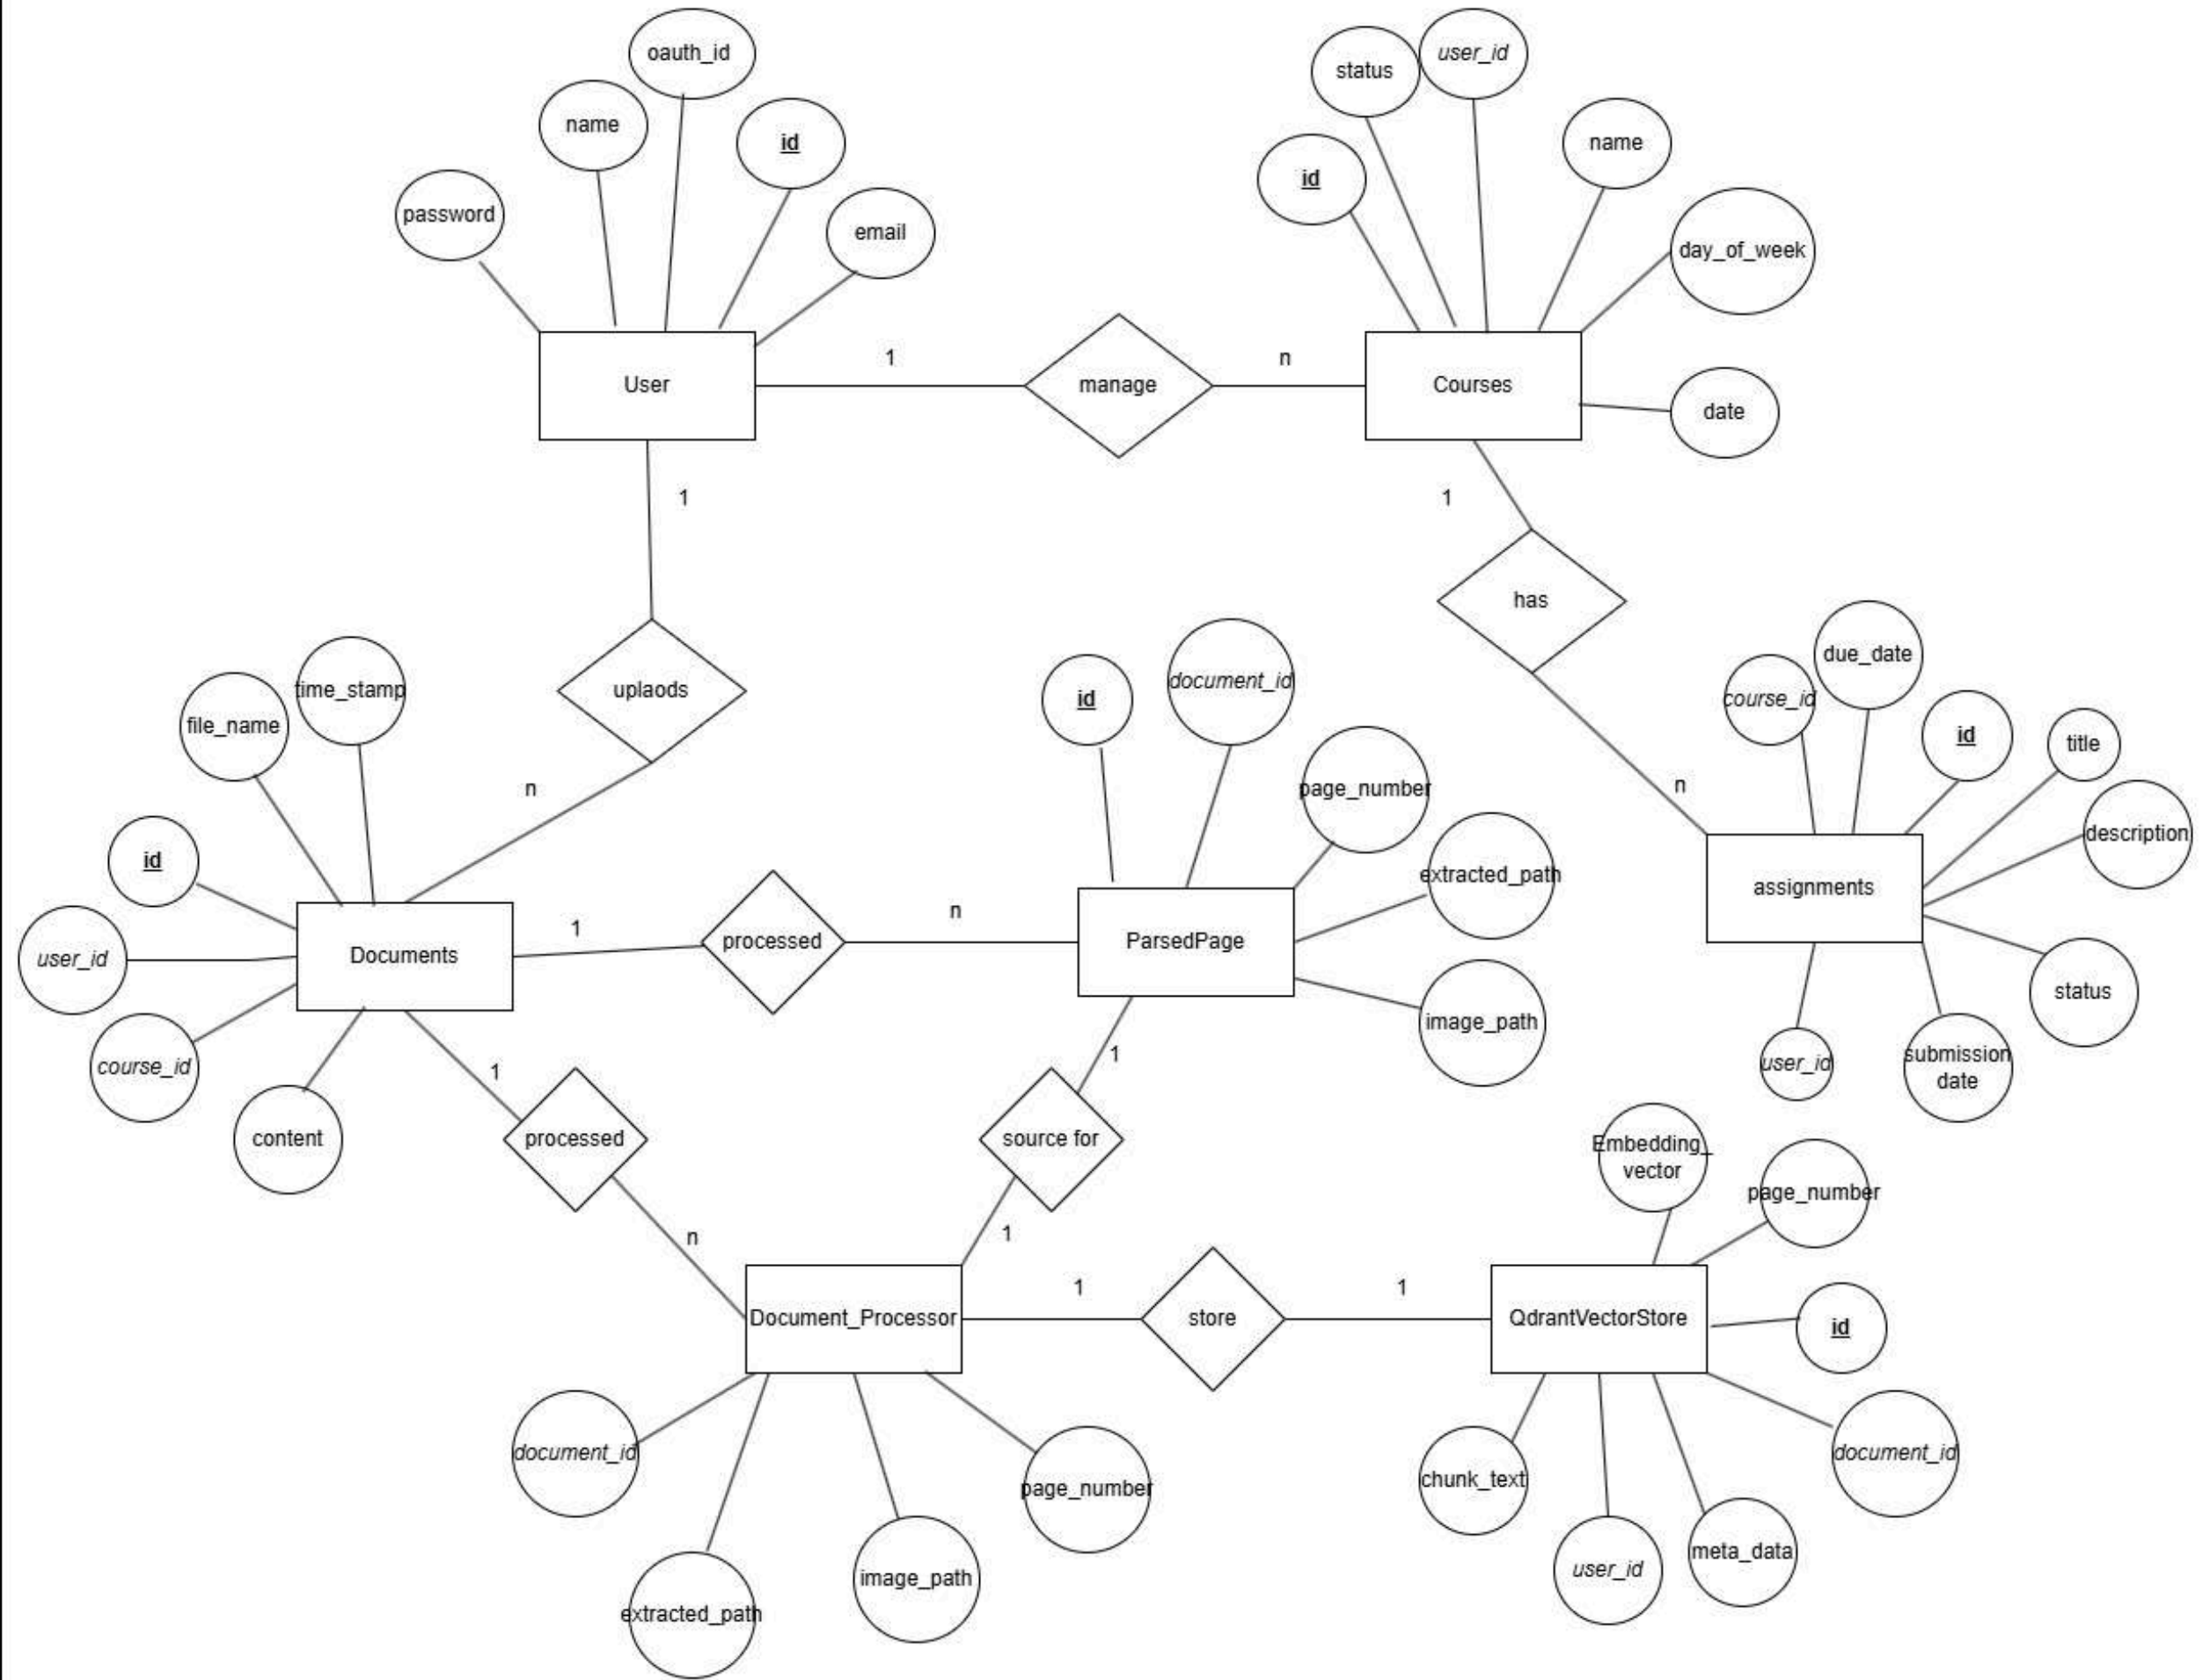 oauth_id
status
user_id
name
id
id
name
password
email
day_of_week
1
n
User
manage
Courses
date
1
1
has
due_date
course_id
time_stamp
uplaods
id
document_id
file_name
id
title
n
page_number
n
description
id
extracted_path
assignments
n
1
Documents
processed
ParsedPage
user_id
status
image_path
1
user_id
submission
date
course_id
1
content
processed
source for
Embedding_
vector
page_number
n
1
1
1
Document_Processor
store
QdrantVectorStore
id
document_id
page_number
chunk_text
document_id
extracted_path
image_path
user_id
meta_data